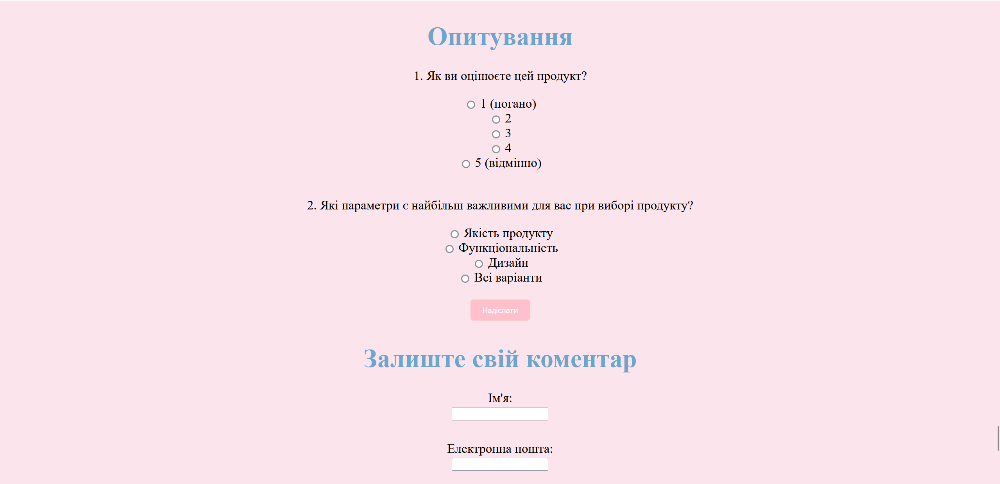 Опитування
1. Як ви оцінюєте цей продукт?
1 (погано)
2
3
4
5 (відмінно)
2. Які параметри є найбільш важливими для вас при виборі продукту?
Якість продукту
Функціональність
Дизайн
Всі варіанти
Надіслати
Залиште свій коментар
Ім'я:
Електронна пошта: